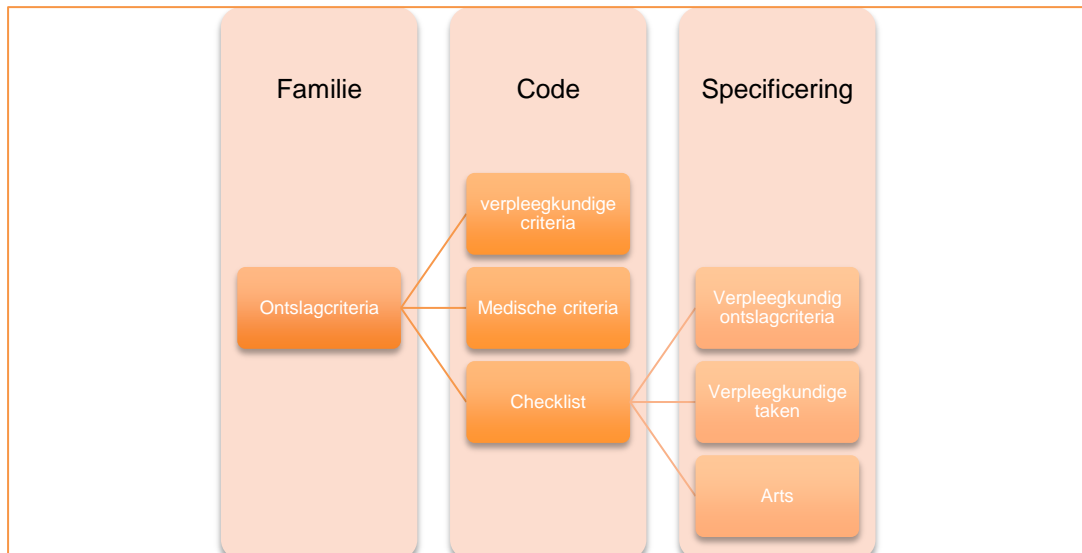 Familie
Code
Specificering
verpleegkundige
criteria
Ontslagcriteria
Medische criteria
Checklist
Verpleegkundig
ontslagcriteria
Verpleegkundige
taken
Arts